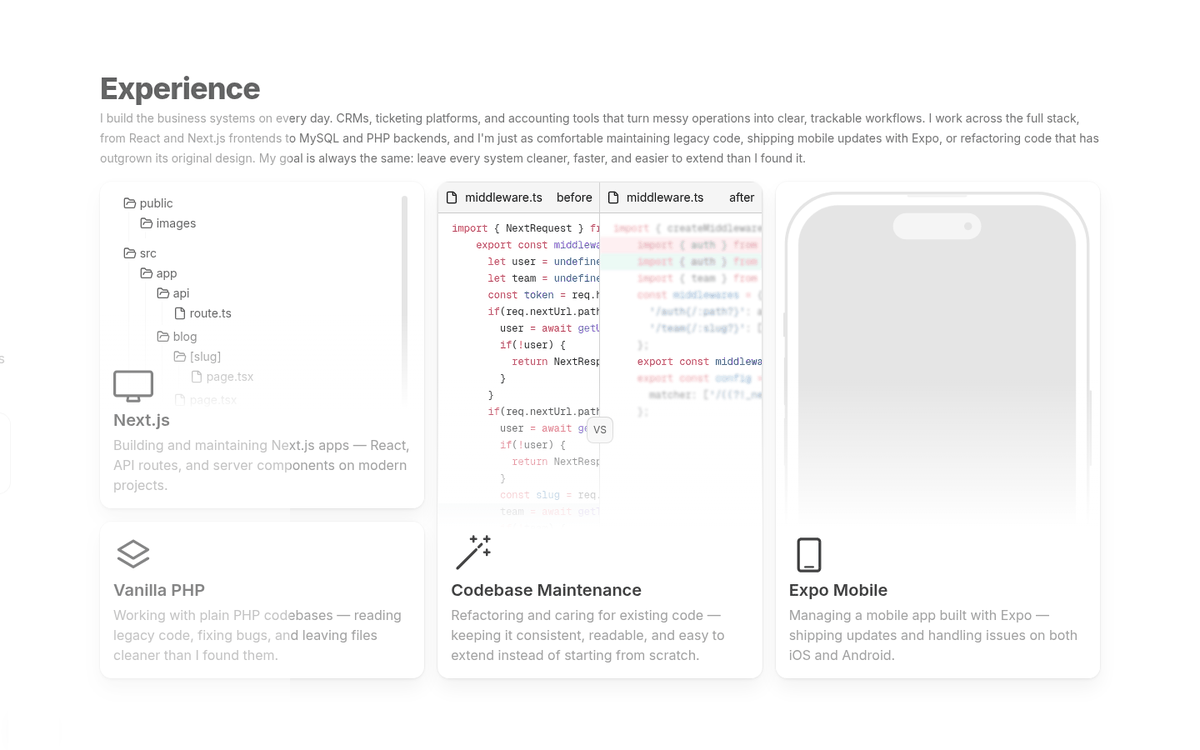 Experience
I build the business systems on every day. CRMs, ticketing platforms, and accounting tools that turn messy operations into clear, trackable workflows. I work across the full stack,
from React and Next.js frontends to MySQL and PHP backends, and I'm just as comfortable maintaining legacy code, shipping mobile updates with Expo, or refactoring code that has
outgrown its original design. My goal is always the same: leave every system cleaner, faster, and easier to extend than I found it.
public
images
src
app
api
route.ts
blog
[slug]
page.tsx
page.tsx
Next.js
Building and maintaining Next.js apps — React,
API routes, and server components on modern
projects.
Vanilla PHP
Working with plain PHP codebases — reading
legacy code, fixing bugs, and leaving files
cleaner than I found them.
middleware.ts before
import { NextRequest } fr
export const middlewa
let user = undefine
let team = undefine
const token = req.h
if(req.nextUrl.path
user = await getU
if(!user) {
return NextResp
}
}
if(req.nextUrl.path
user = await ge
if(!user) {
return NextResp
}
const slug = req.
team = await getT
VS
middleware.ts after
import { createMiddleware
import { auth } from
import { auth } from
import { team } from
const middlewares = {
'/auth{/:path?}': a
'/team{/:slug?}': [
};
export const middlewa
export const config =
matcher: ['/((?!_ne
};
Codebase Maintenance
Refactoring and caring for existing code —
keeping it consistent, readable, and easy to
extend instead of starting from scratch.
Expo Mobile
Managing a mobile app built with Expo —
shipping updates and handling issues on both
iOS and Android.